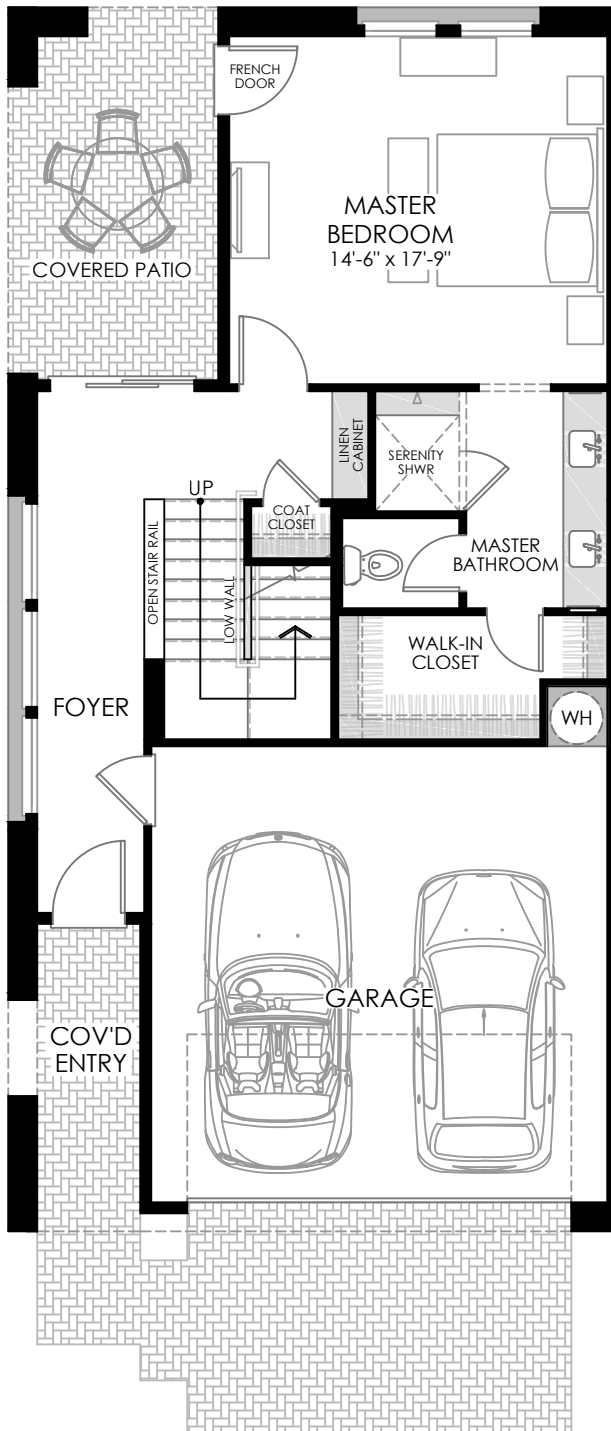 FRENCH
DOOR
MASTER
BEDROOM
14'-6" x 17'-9"
COVERED PATIO
LINEN
CABINET
SERENITY
SHWR
UP
COAT
CLOSET
OPEN STAIR RAIL
LOW WALL
MASTER
BATHROOM
WALK-IN
CLOSET
FOYER
WH
GARAGE
COV'D
ENTRY